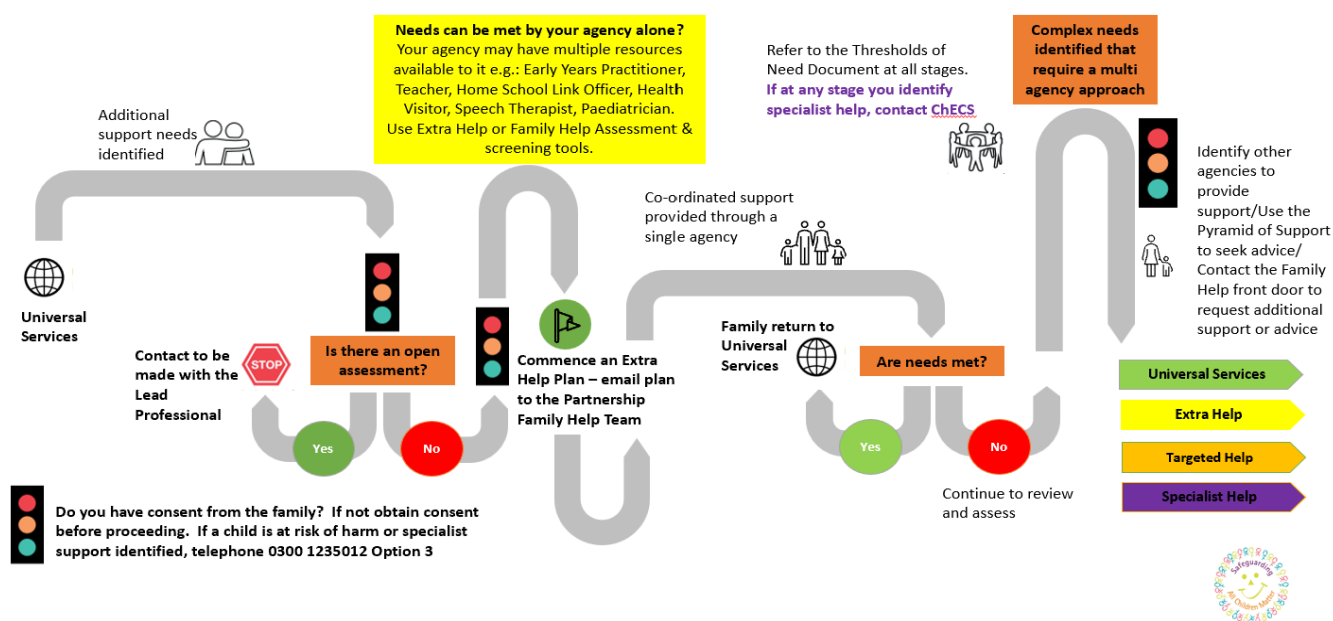 Additional
support needs
identified
Universal
Services
Needs can be met by your agency alone?
Your agency may have multiple resources
available to it e.g.: Early Years Practitioner,
Teacher, Home School Link Officer, Health
Visitor, Speech Therapist, Paediatrician.
Use Extra Help or Family Help Assessment &
screening tools.
Is there an open
assessment?
Contact to be
made with the
Lead
Professional
STOP
Yes
No
Commence an Extra
Help Plan – email plan
to the Partnership
Family Help Team
Co-ordinated support
provided through a
single agency
Refer to the Thresholds of
Need Document at all stages.
If at any stage you identify
specialist help, contact ChECS
Family return to
Universal
Services
Are needs met?
Yes
No
Continue to review
and assess
Complex needs
identified that
require a multi
agency approach
Identify other
agencies to
provide
support/Use the
Pyramid of Support
to seek advice/
Contact the Family
Help front door to
request additional
support or advice
Universal Services
Extra Help
Targeted Help
Specialist Help
Do you have consent from the family? If not obtain consent
before proceeding. If a child is at risk of harm or specialist
support identified, telephone 0300 1235012 Option 3
Safeguarding
All Children Matter